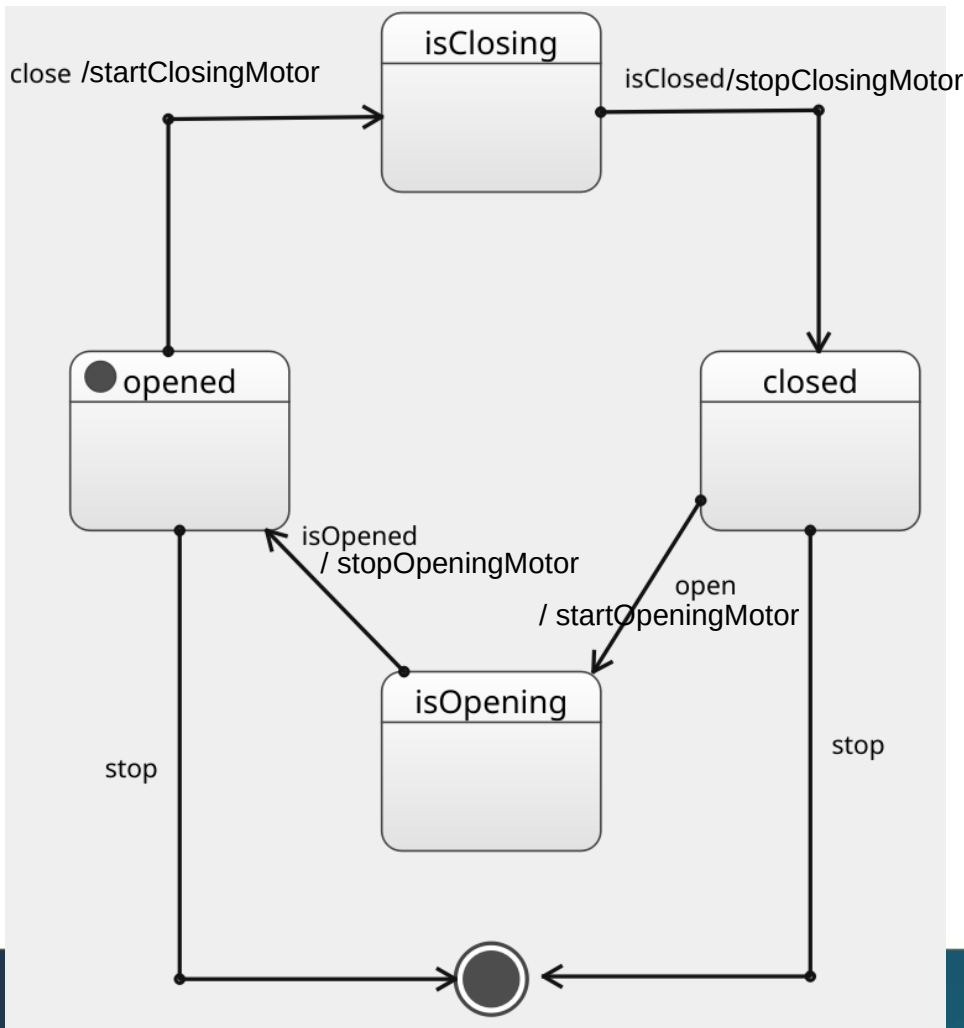 isClosing
close /startClosingMotor
isClosed/stopClosingMotor
opened
closed
isOpened
/ stopOpeningMotor
open
/ startOpeningMotor
isOpening
stop
stop